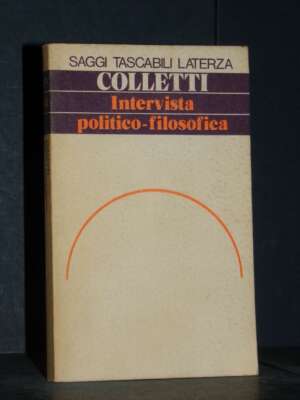 SAGGI TASCABILI LATERZA
COLLETTI
Intervista
politico-filosofica